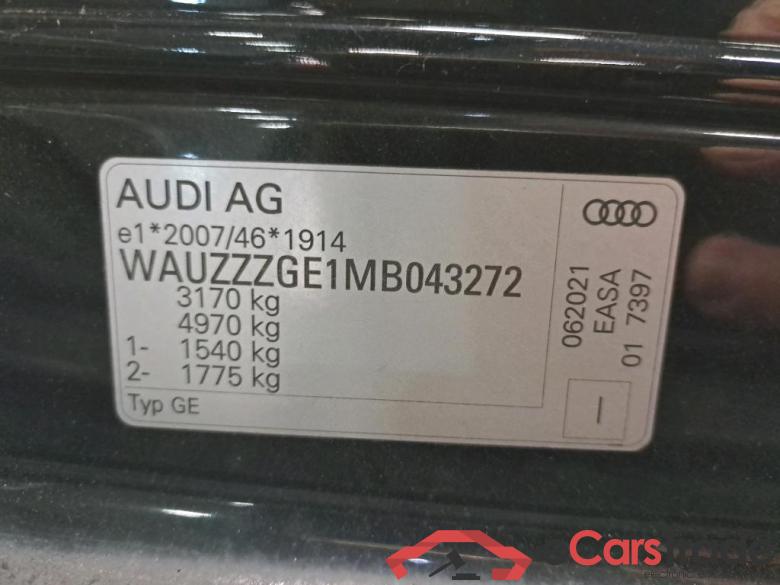 AUDI AG
e1*2007/46*1914
WAUZZZGE1MB043272
3170 kg
4970 kg
1- 1540 kg
2- 1775 kg
Typ GE
062021
EASA
01 7397
—